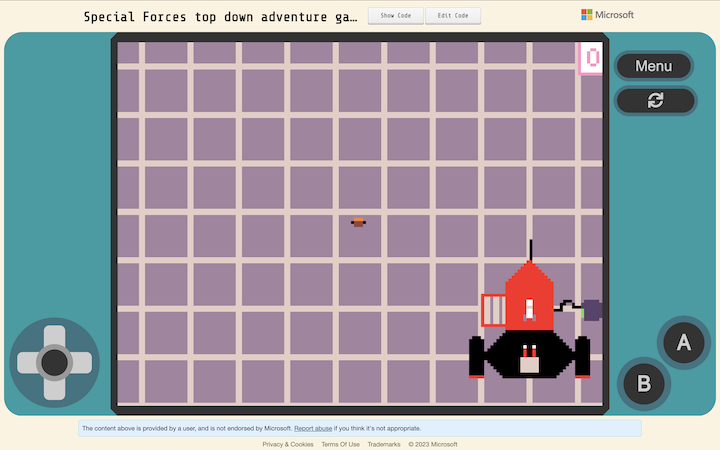 Special Forces top down adventure ga…
Show Code
Edit Code
Microsoft
0
Menu
A
B
The content above is provided by a user, and is not endorsed by Microsoft. Report abuse if you think it's not appropriate.
Privacy & Cookies Terms Of Use Trademarks © 2023 Microsoft